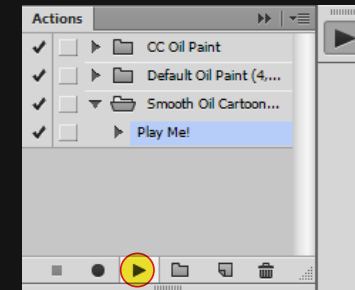 Actions
CC Oil Paint
Default Oil Paint (4,...
Smooth Oil Cartoon...
Play Me!